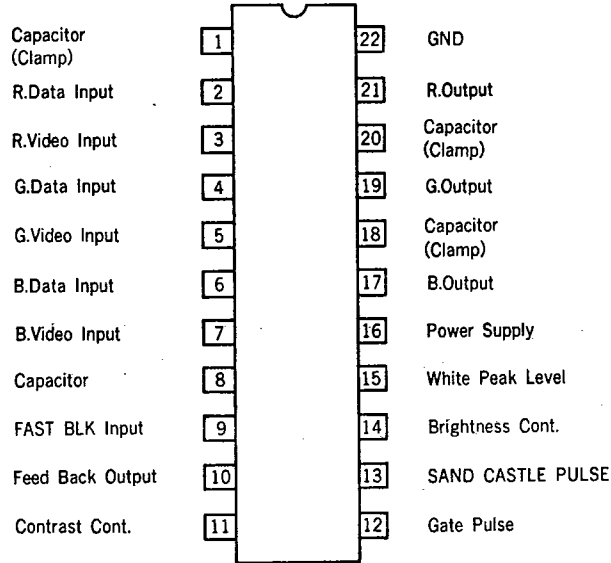 Capacitor
(Clamp)
1
22
GND
R.Data Input
2
21
R.Output
R.Video Input
3
20
Capacitor
(Clamp)
G.Data Input
4
19
G.Output
G.Video Input
5
18
Capacitor
(Clamp)
B.Data Input
6
17
B.Output
B.Video Input
7
16
Power Supply
Capacitor
8
15
White Peak Level
FAST BLK Input
9
14
Brightness Cont.
Feed Back Output
10
13
SAND CASTLE PULSE
Contrast Cont.
11
12
Gate Pulse